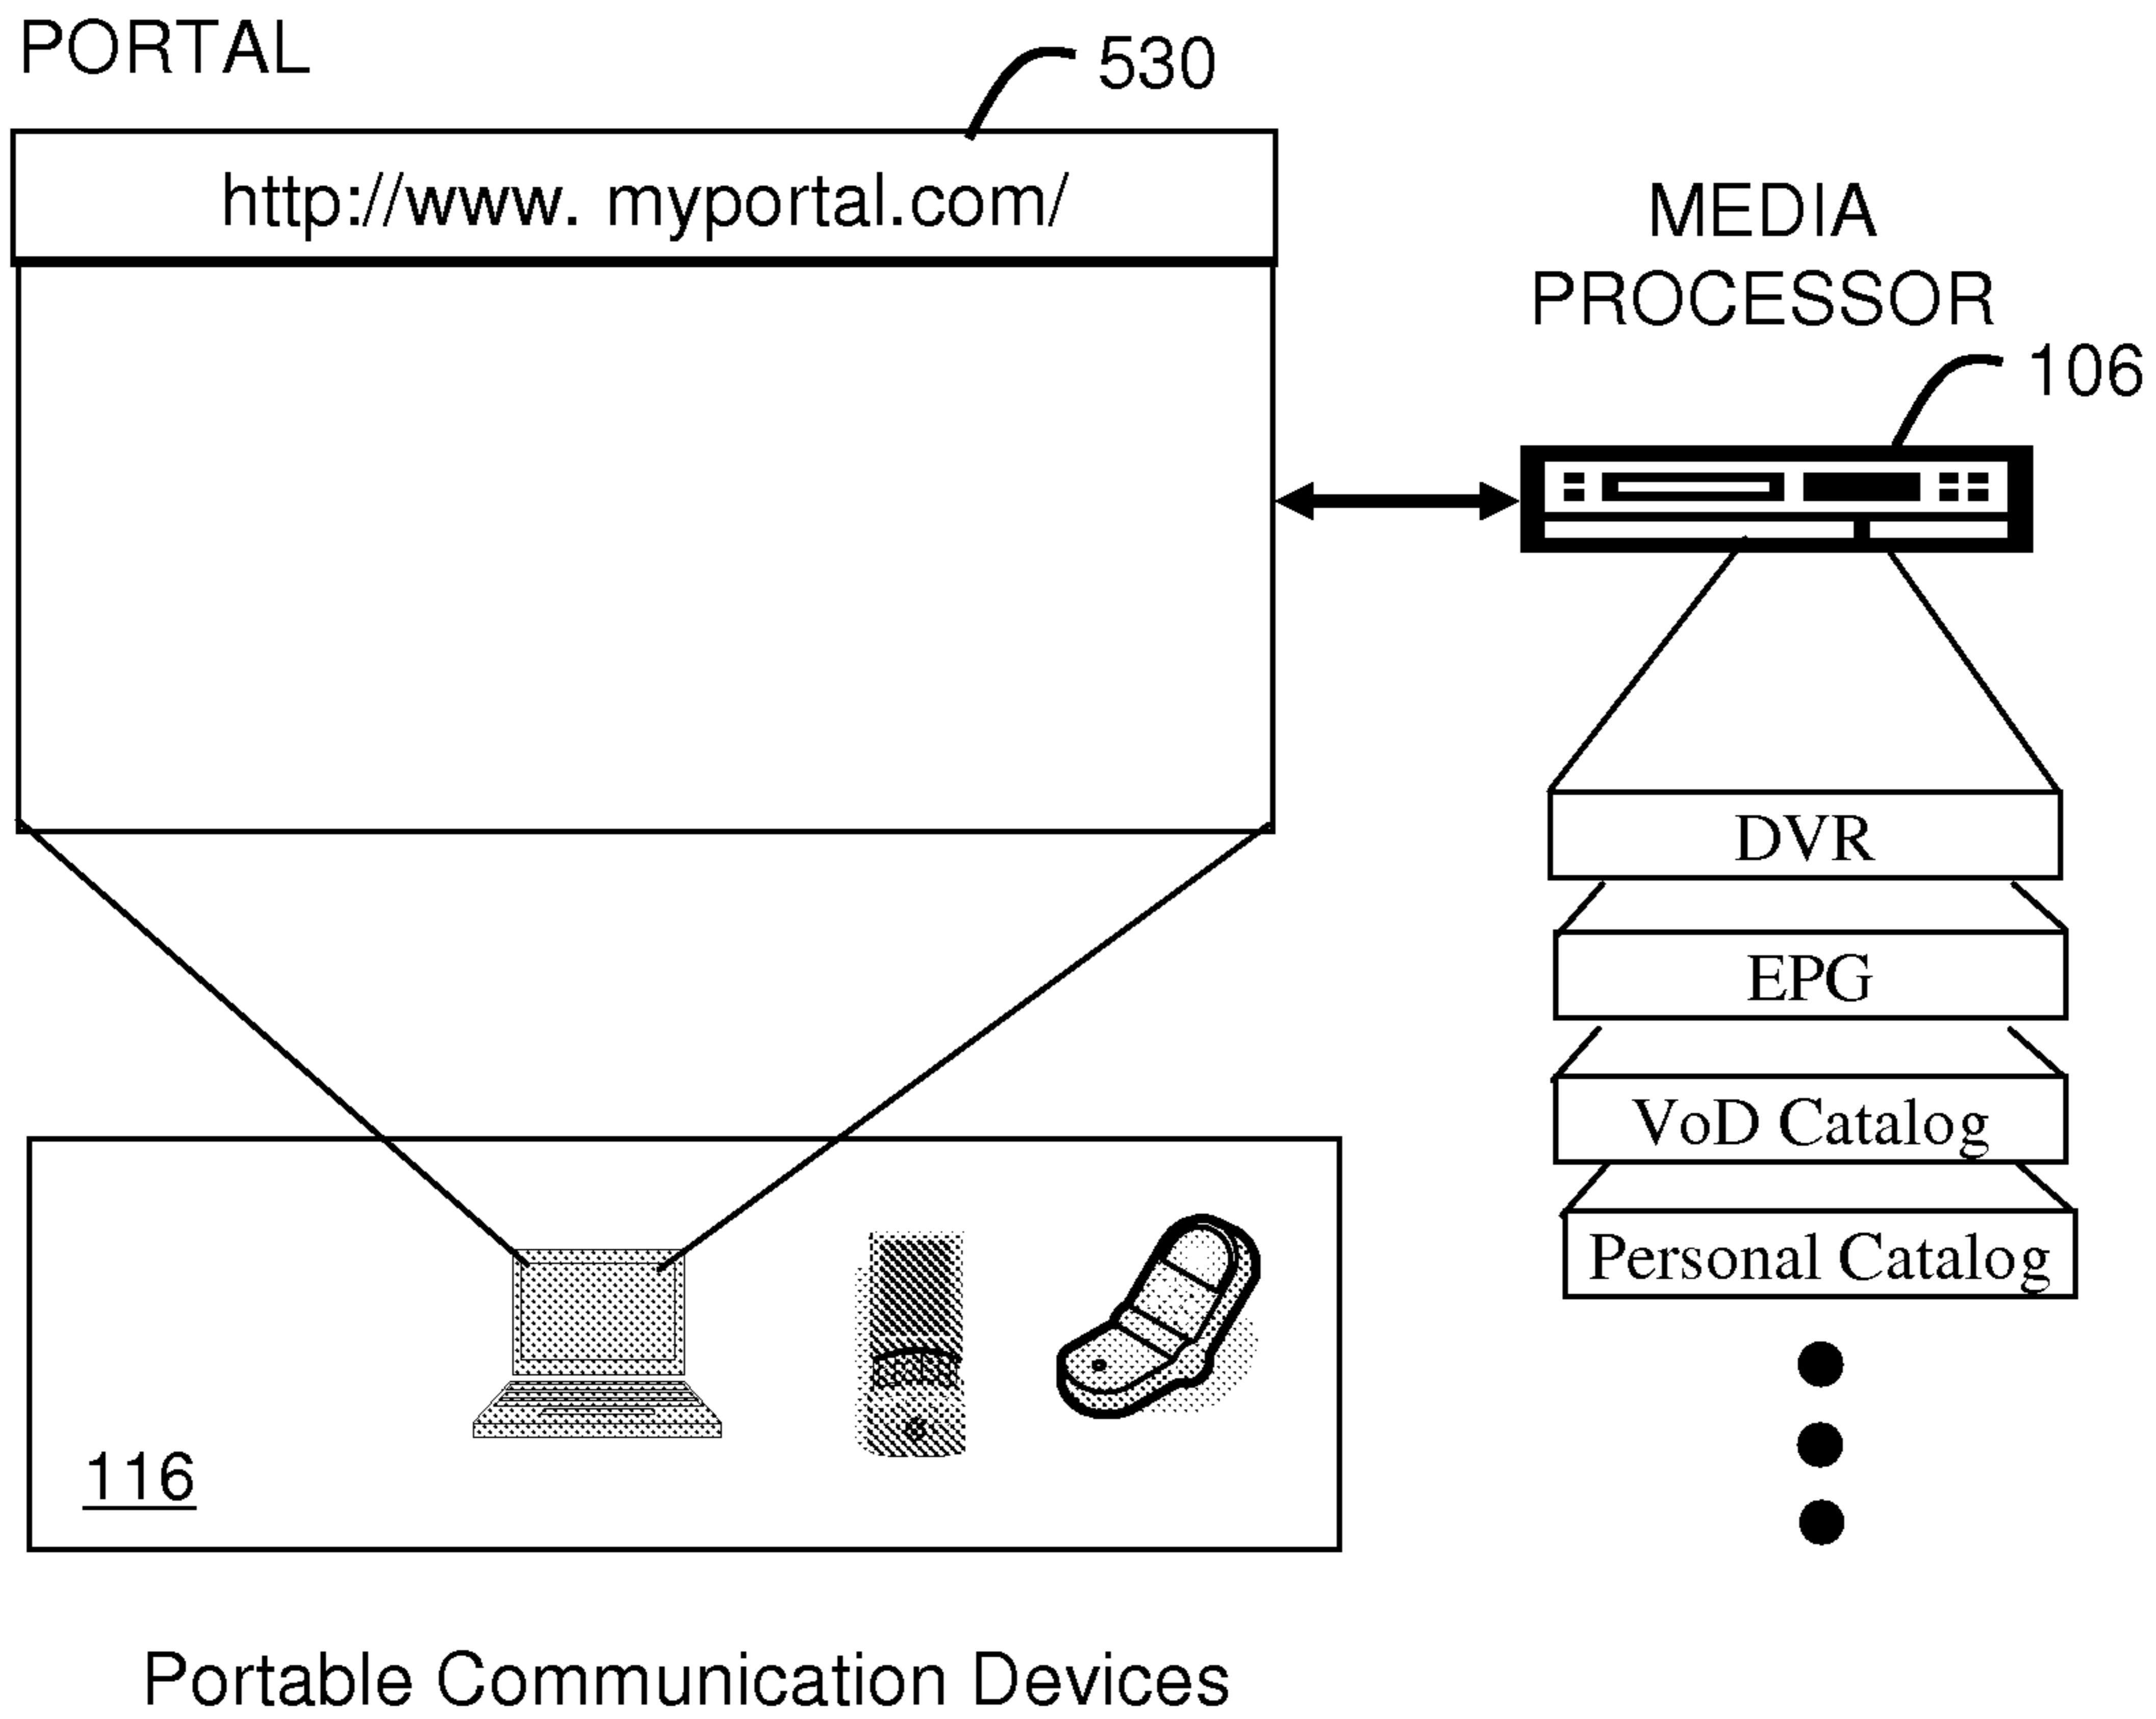 PORTAL
530
http://www. myportal.com/
MEDIA
PROCESSOR
106
DVR
EPG
VoD Catalog
Personal Catalog
116
Portable Communication Devices